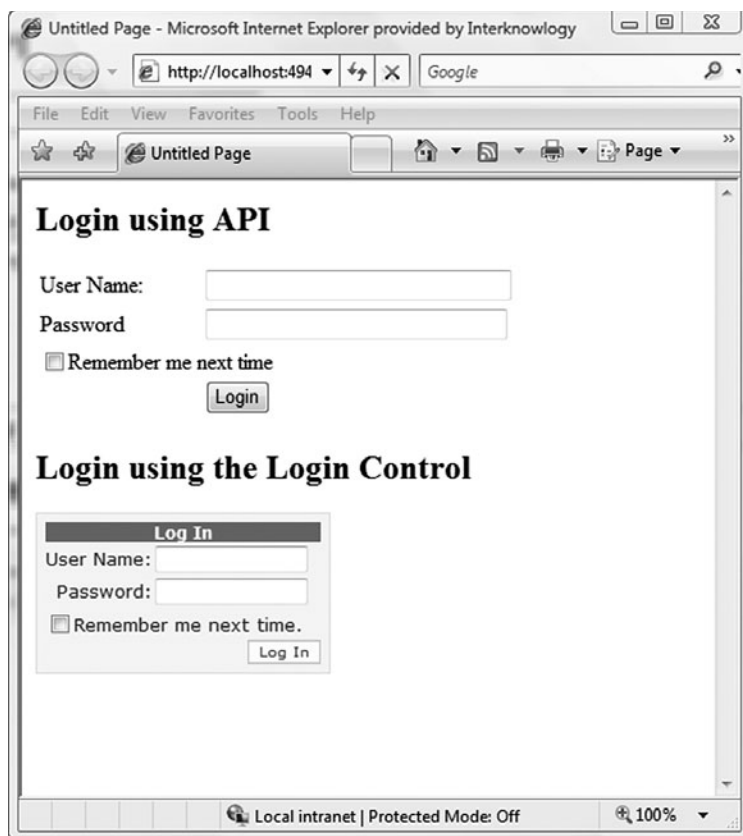 Untitled Page - Microsoft Internet Explorer provided by Interknowlogy
http://localhost:494
Google
File Edit View Favorites Tools Help
Untitled Page
Page
Login using API
User Name:
Password
Remember me next time
Login
Login using the Login Control
Log In
User Name:
Password:
Remember me next time.
Log In
Local intranet | Protected Mode: Off
100%